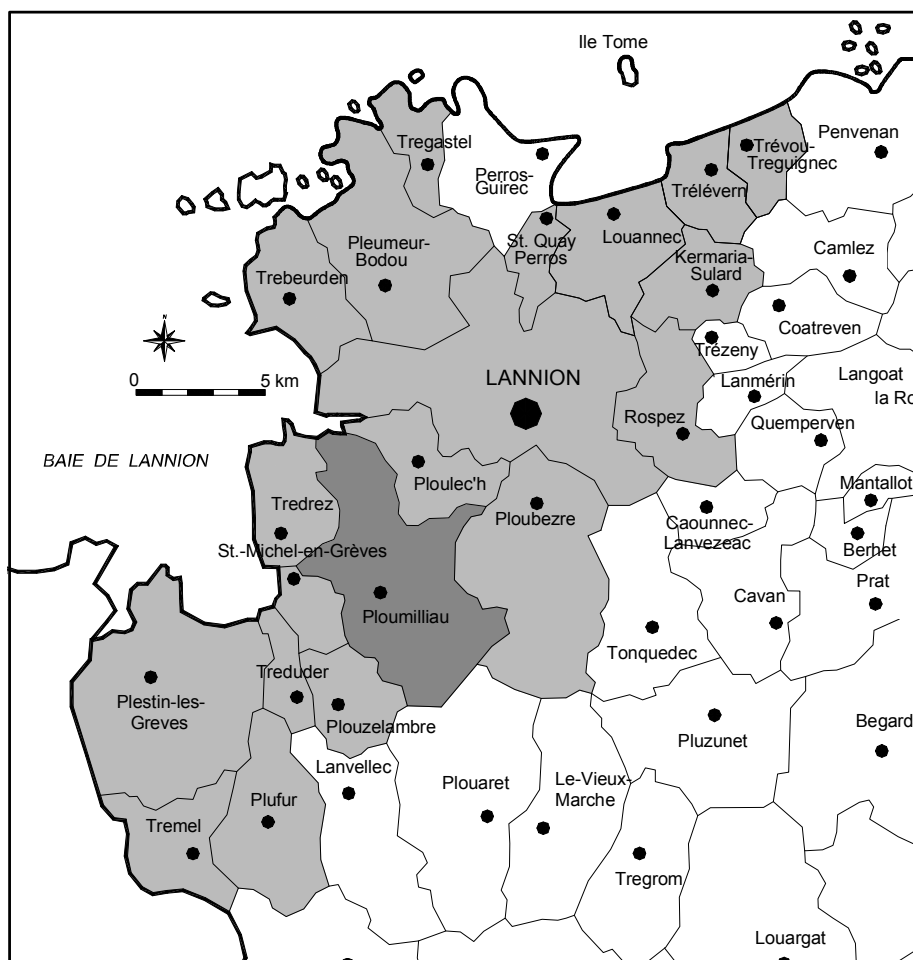 Ile Tome
Tregastel
Perros-
Guirec
Trévou-
Treguignec
Penvenan
Trélévern
St. Quay
Perros
Louannec
Pleumeur-
Bodou
Trebeurden
Kermaria-
Sulard
Camlez
N
Coatreven
Trézeny
0 5 km
LANNION
Lanmérin
Langoat
la Ro
Rospez
Quemperven
BAIE DE LANNION
Ploulec'h
Mantallot
Tredrez
Ploubezre
Caounnec-
Lanvezeac
Berhet
St.-Michel-en-Grèves
Prat
Cavan
Ploumilliau
Tonquedec
Treduder
Plestin-les-
Greves
Plouzelambre
Pluzunet
Begard
Lanvellec
Plouaret
Le-Vieux-
Marche
Plufur
Tremel
Tregrom
Louargat